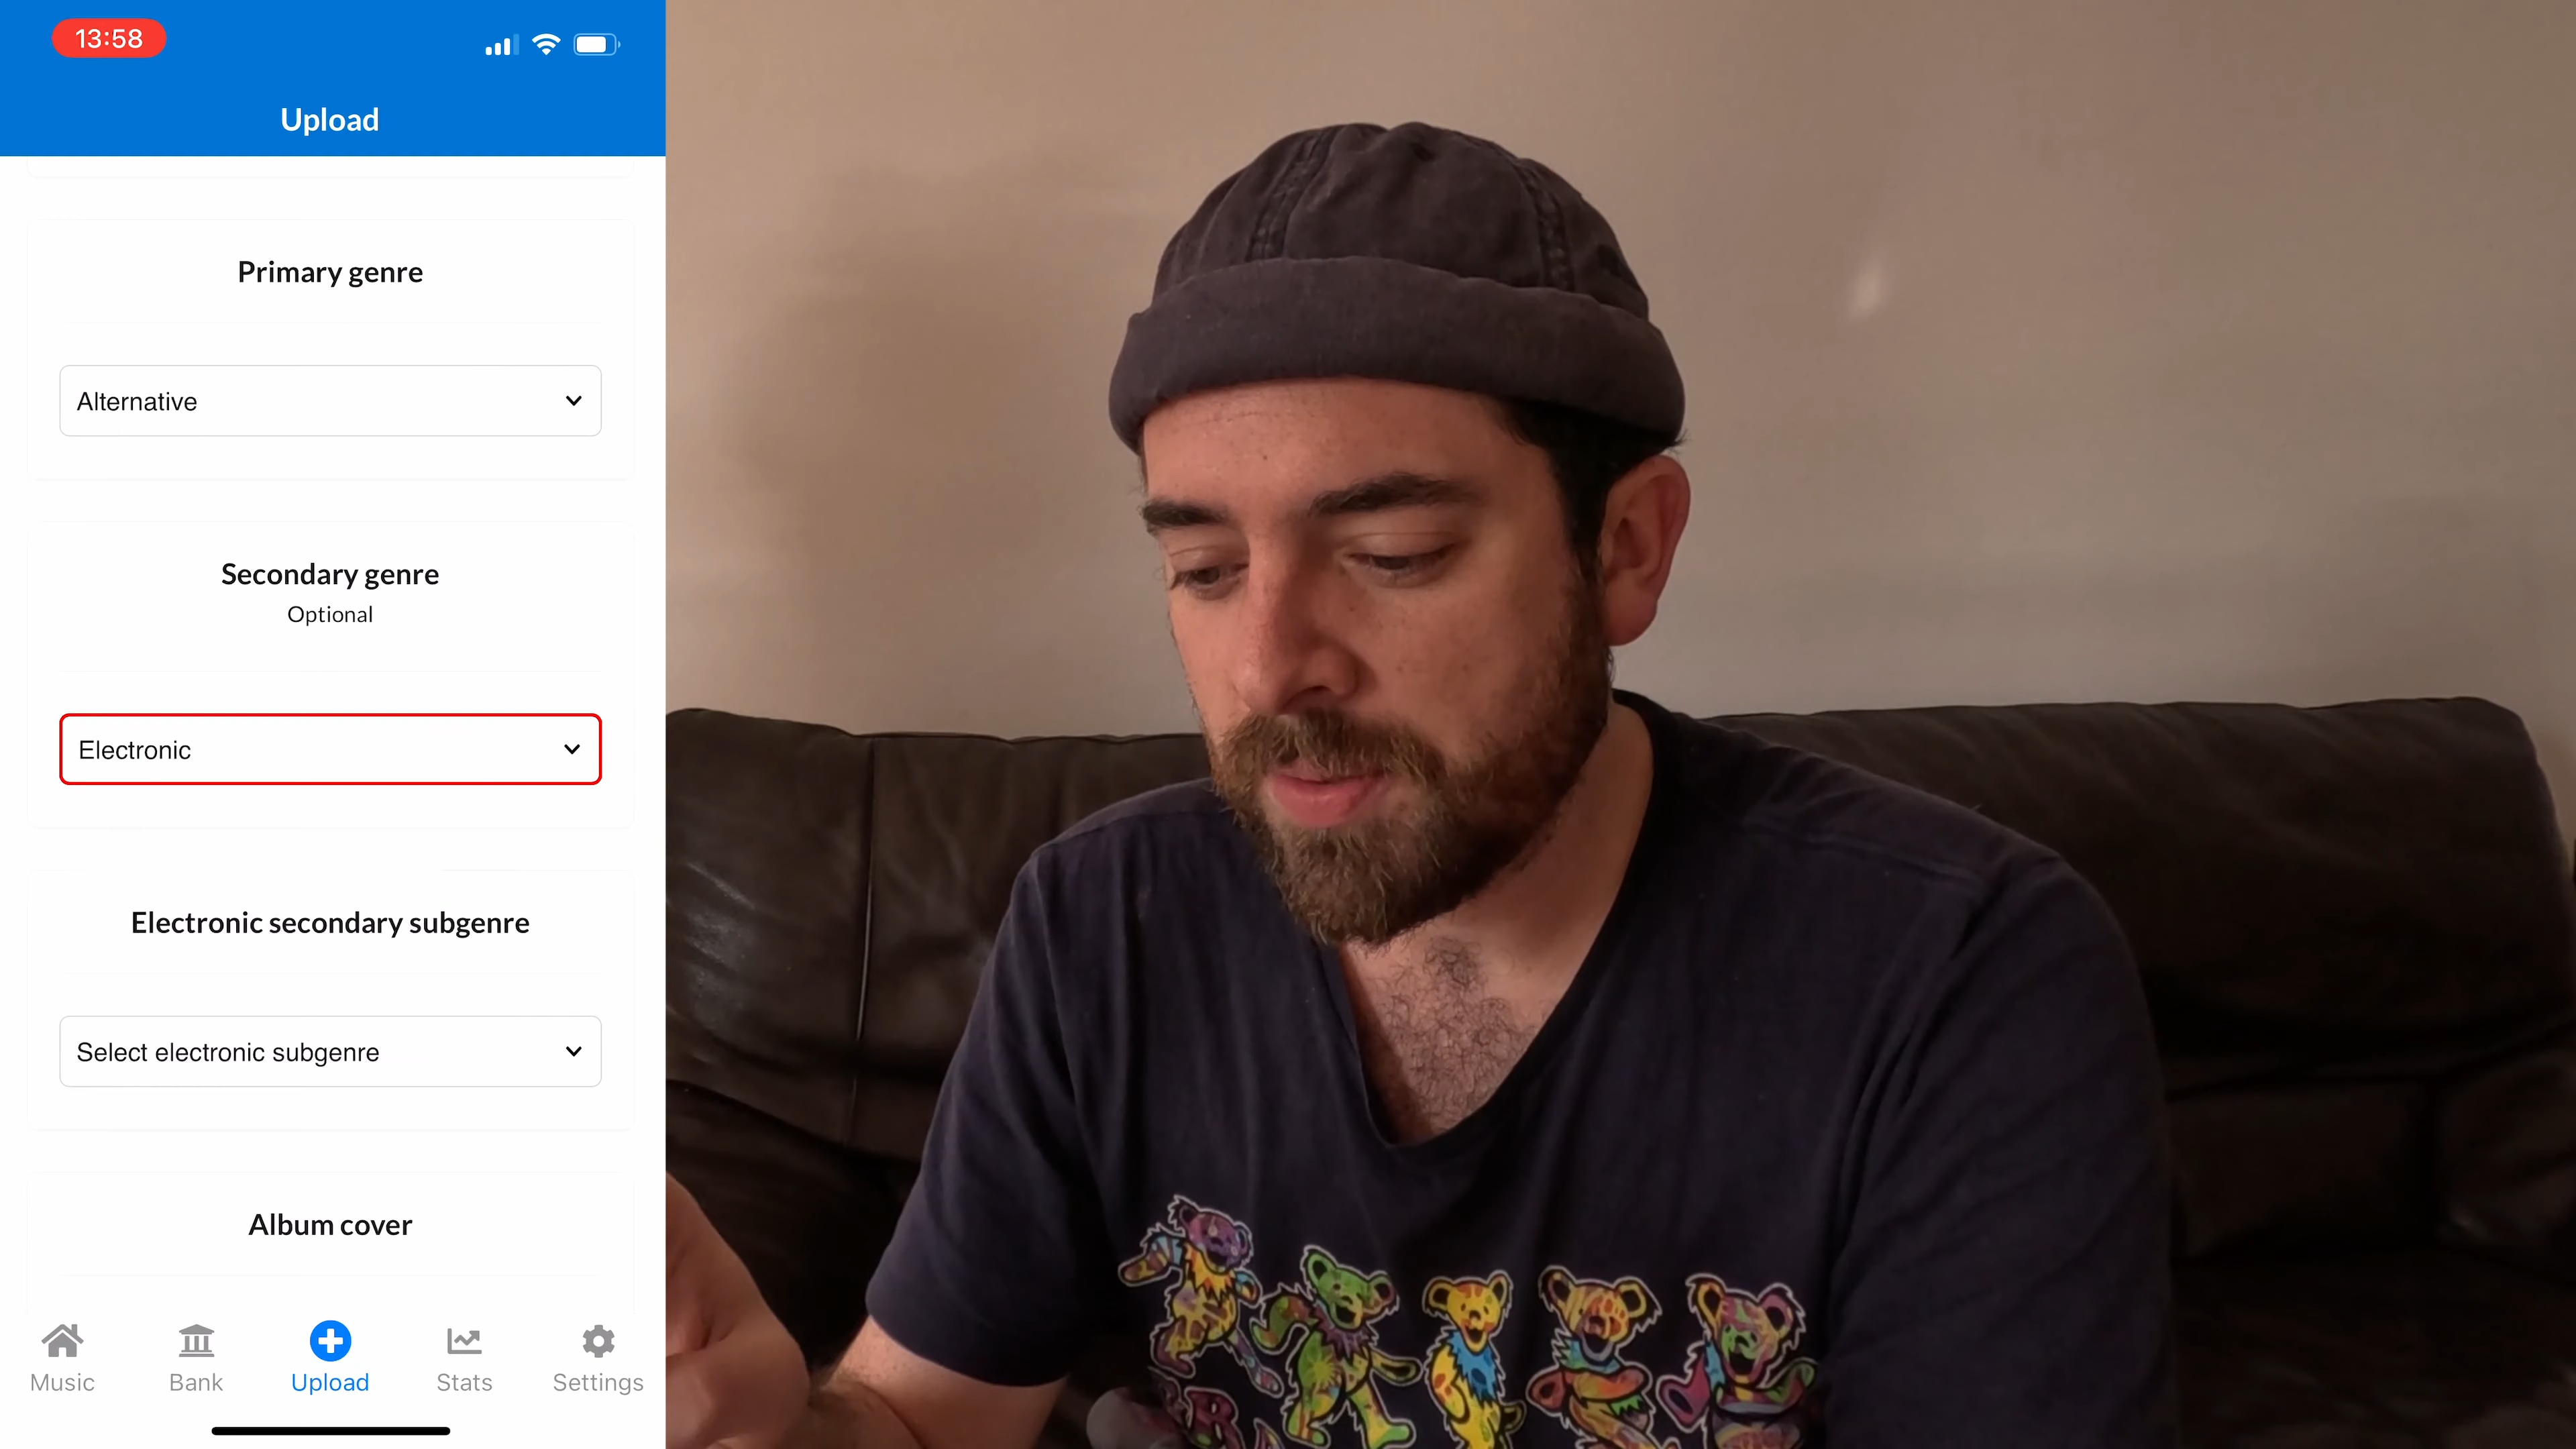 13:58
Upload
Primary genre
Alternative
Secondary genre
Optional
Electronic
Electronic secondary subgenre
Select electronic subgenre
Album cover
Music
Bank
Upload
Stats
Settings